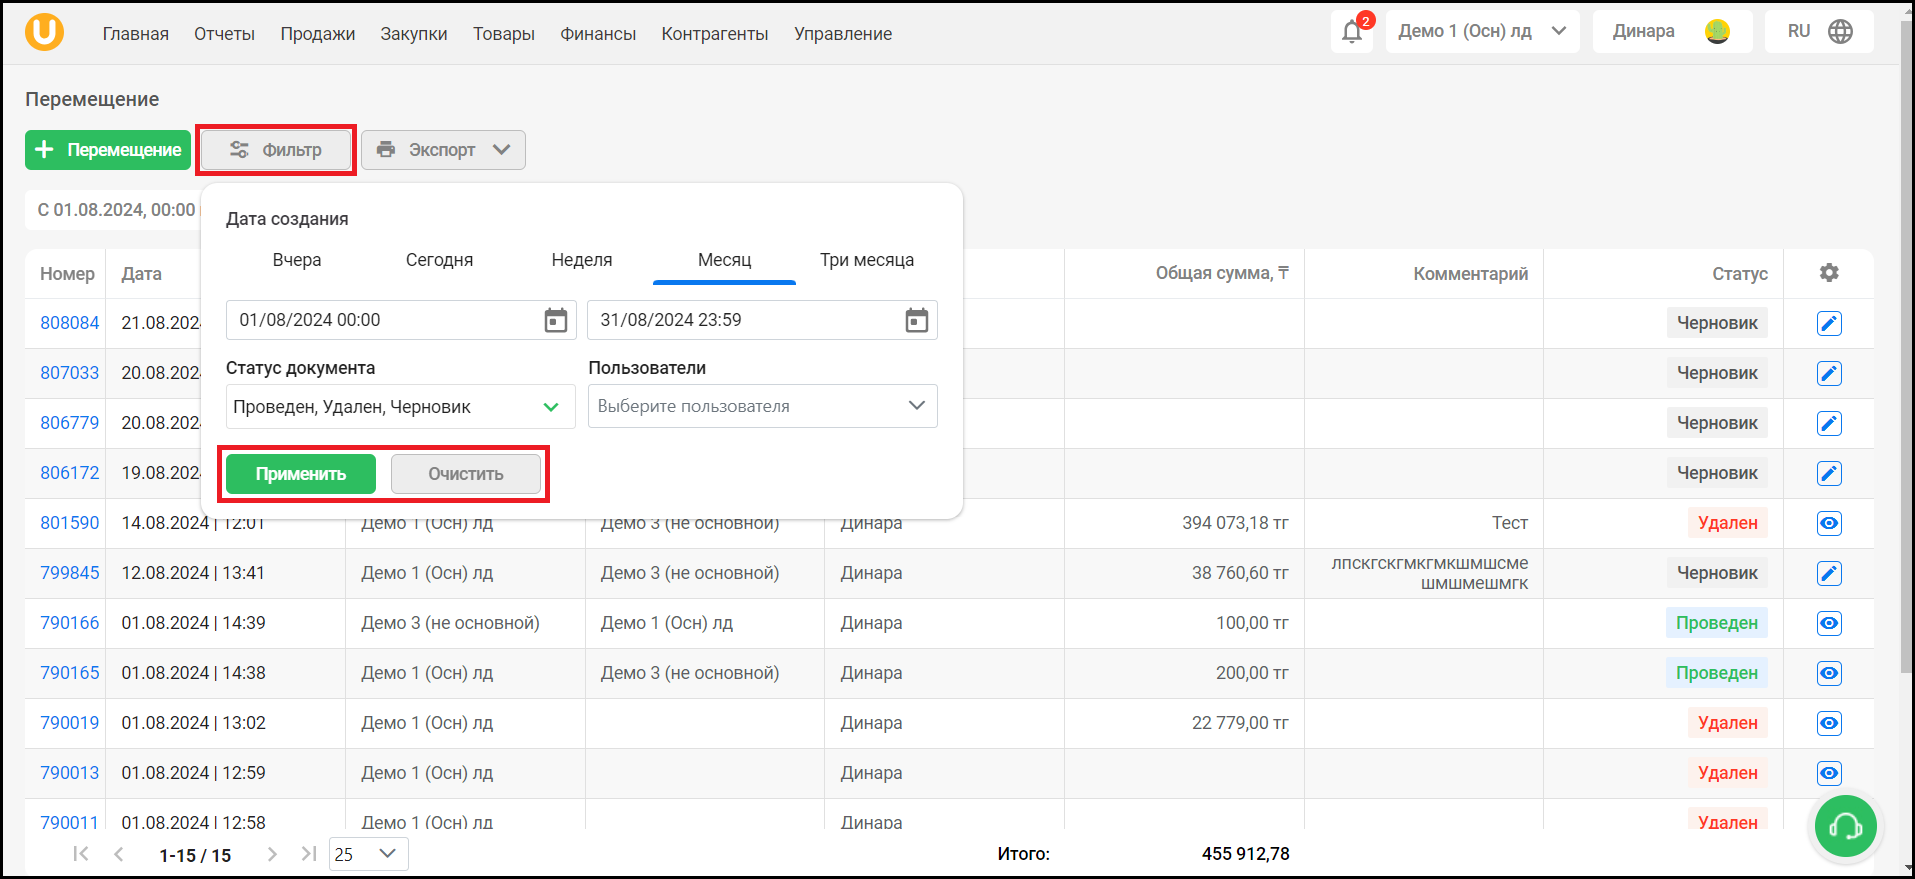 U Главная Отчеты Продажи Закупки Товары Финансы Контрагенты Управление 2 Демо 1 (Осн) лд Динара RU
Перемещение
Перемещение Фильтр Экспорт
С 01.08.2024, 00:00
Дата создания
Вчера Сегодня Неделя Месяц Три месяца
01/08/2024 00:00 31/08/2024 23:59
Статус документа Пользователи
Проведен, Удален, Черновик Выберите пользователя
Применить Очистить
Номер Дата Общая сумма, ₸ Комментарий Статус
808084 21.08.202 Черновик
807033 20.08.202 Черновик
806779 20.08.202 Черновик
806172 19.08.202 Черновик
801590 14.08.2024 | 12:01 Демо 1 (Осн) лд Демо 3 (не основной) Динара 394 073,18 тг Тест Удален
799845 12.08.2024 | 13:41 Демо 1 (Осн) лд Демо 3 (не основной) Динара 38 760,60 тг лпскгскгмкгмкшмшсме Черновик
шмшмешмгк
790166 01.08.2024 | 14:39 Демо 3 (не основной) Демо 1 (Осн) лд Динара 100,00 тг Проведен
790165 01.08.2024 | 14:38 Демо 1 (Осн) лд Демо 3 (не основной) Динара 200,00 тг Проведен
790019 01.08.2024 | 13:02 Демо 1 (Осн) лд Динара 22 779,00 тг Удален
790013 01.08.2024 | 12:59 Демо 1 (Осн) лд Динара Удален
790011 01.08.2024 | 12:58 Демо 1 (Осн) лд Динара Удален
1-15 / 15 25 Итого: 455 912,78